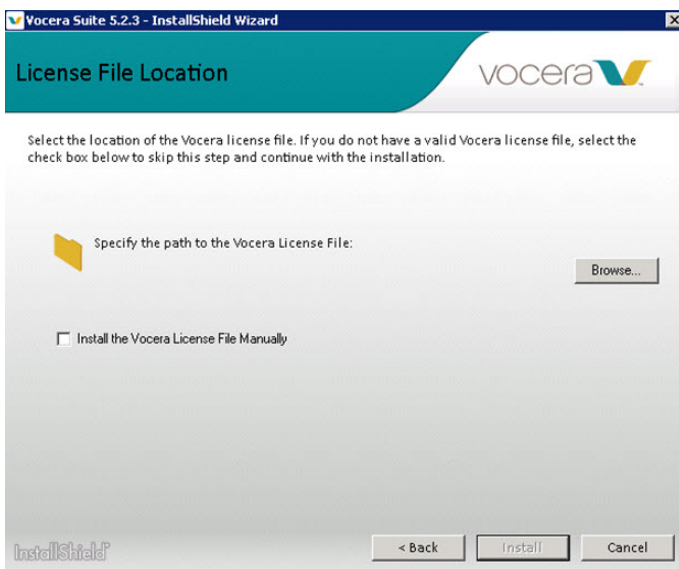 Vocera Suite 5.2.3 - InstallShield Wizard
License File Location
vocera
Select the location of the Vocera license file. If you do not have a valid Vocera license file, select the
check box below to skip this step and continue with the installation.
Specify the path to the Vocera License File:
Browse...
Install the Vocera License File Manually
InstallShield
< Back
Install
Cancel